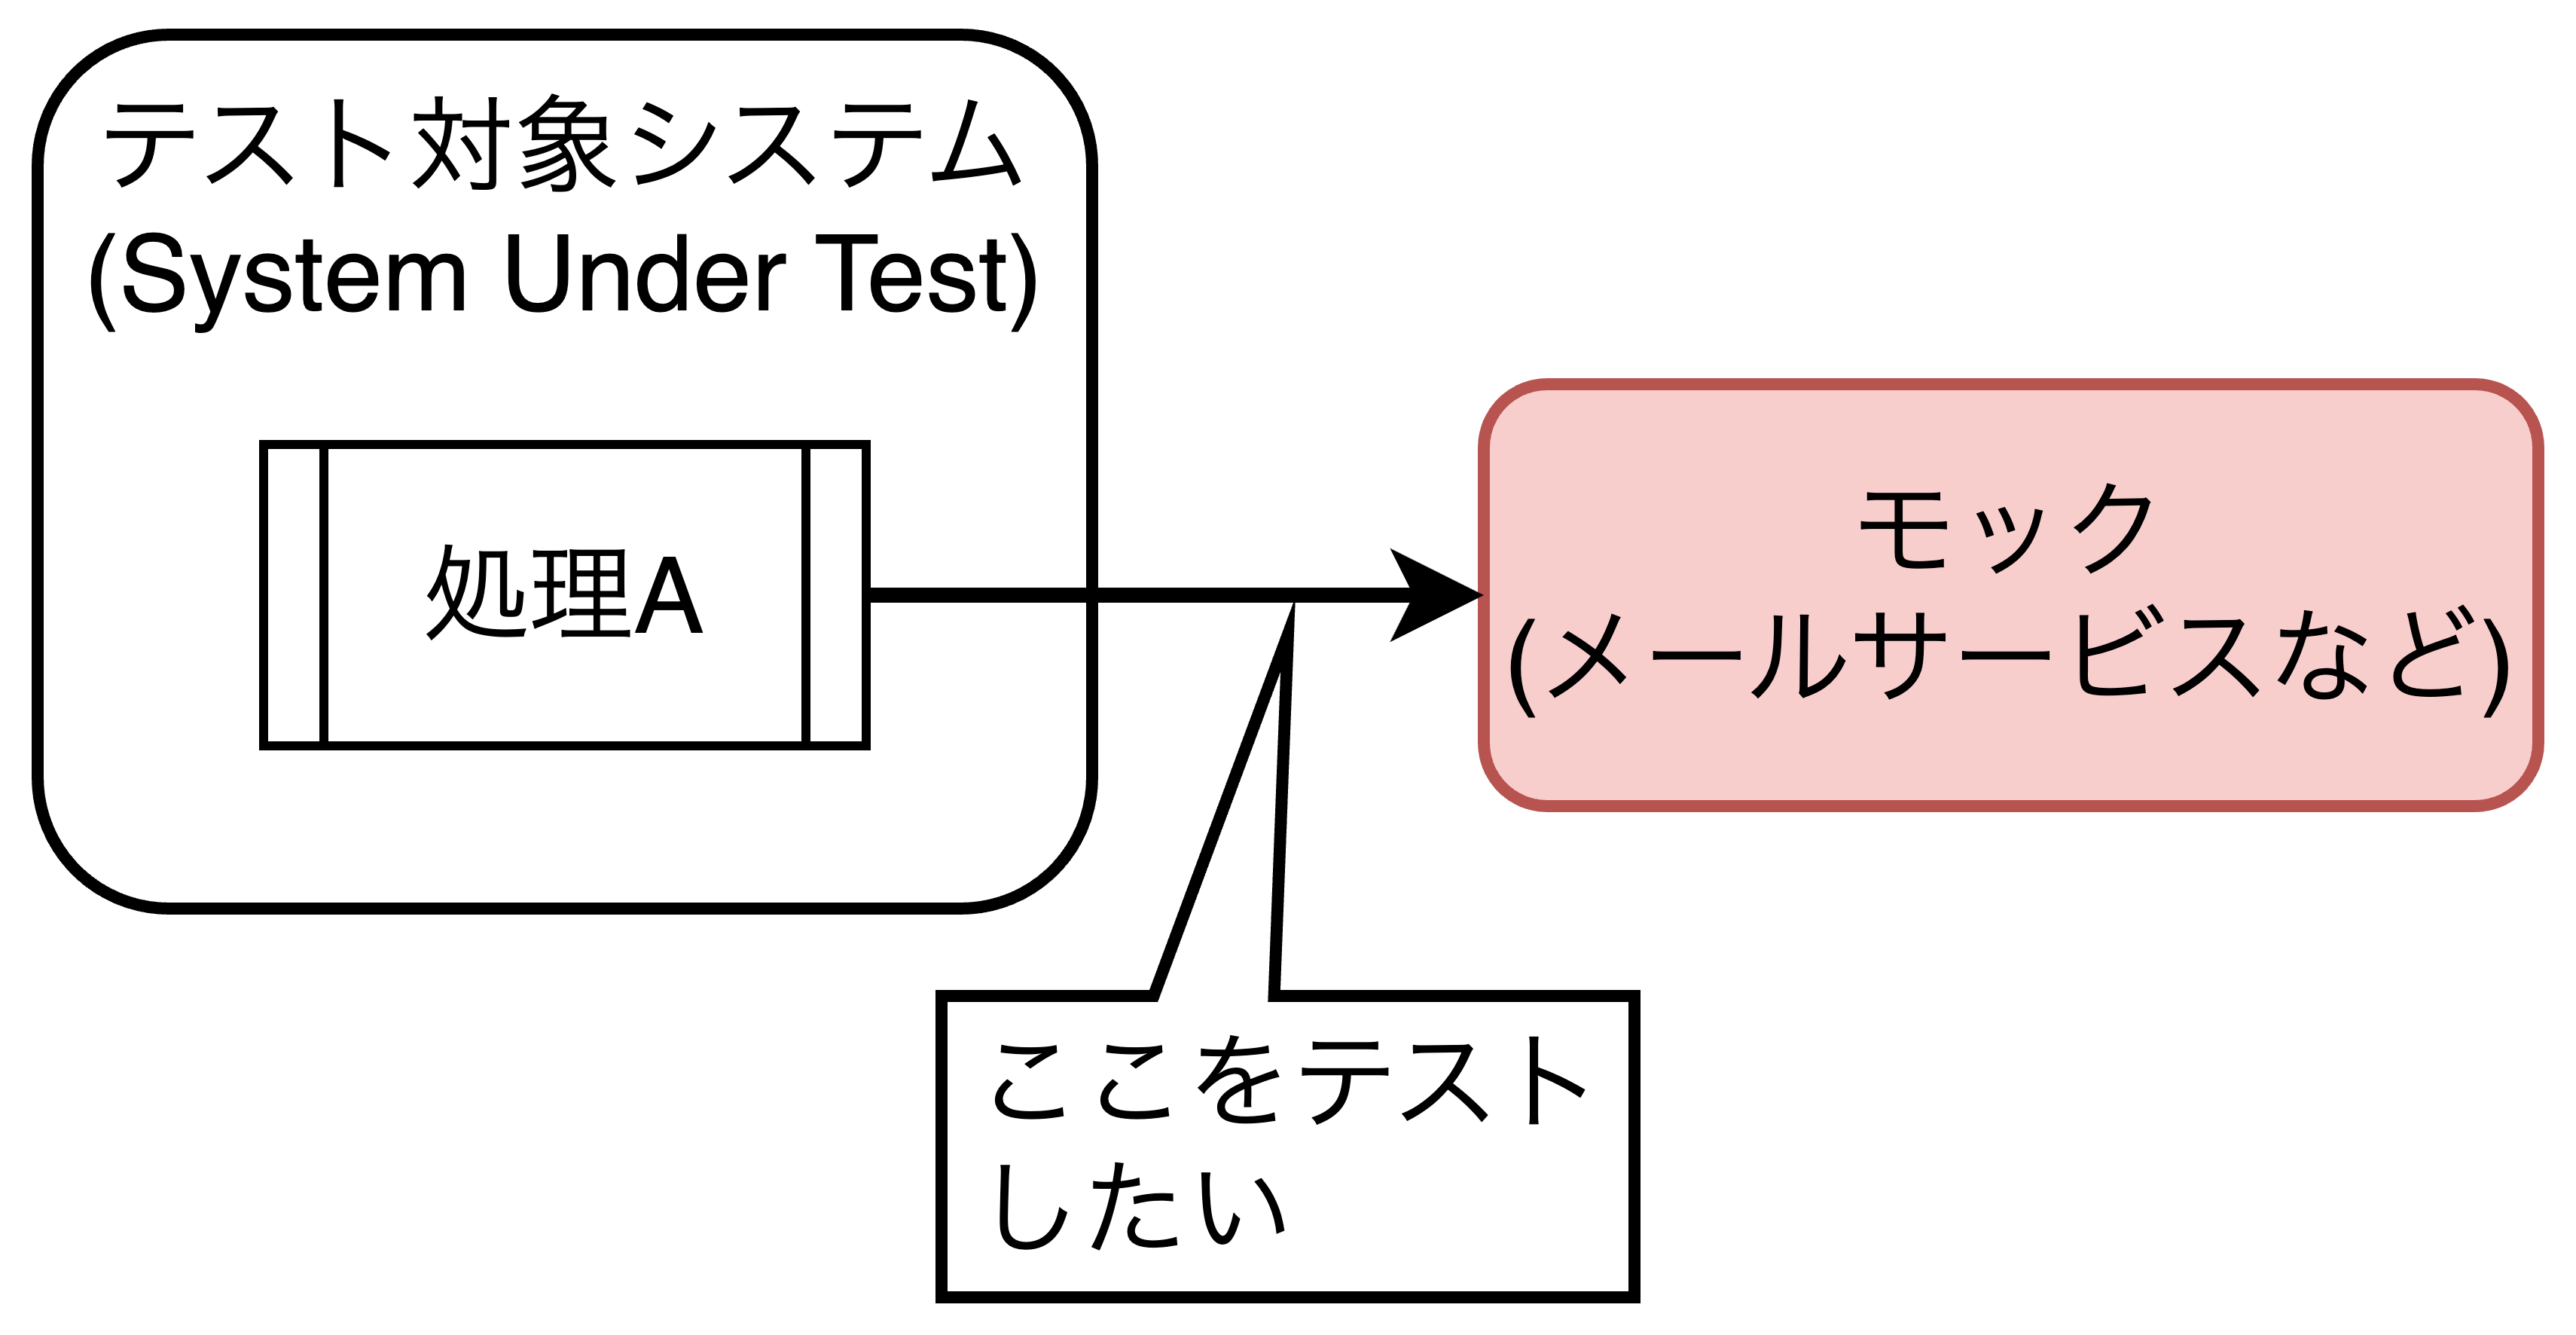 テスト対象システム
(System Under Test)
処理A
モック
(メールサービスなど)
ここをテスト
したい